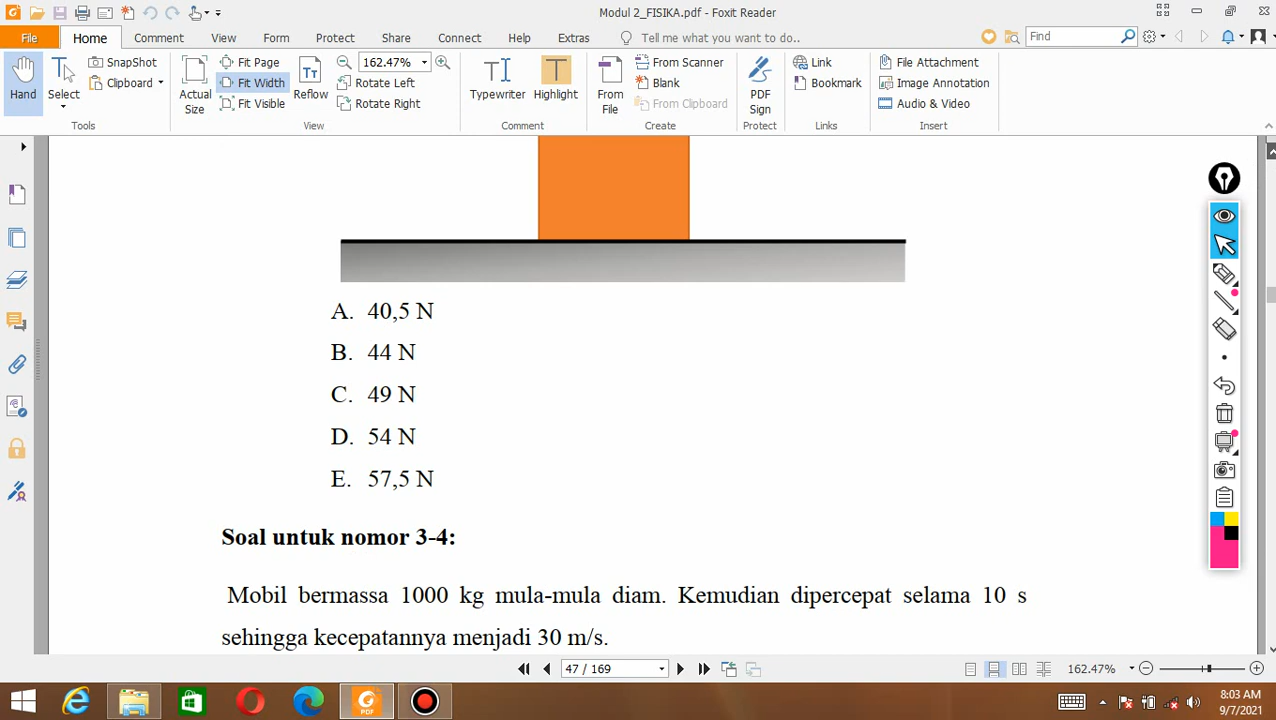 Modul 2_FISIKA.pdf - Foxit Reader
File Home Comment View Form Protect Share Connect Help Extras Tell me what you want to do.. Find
Hand
Select
SnapShot
Clipboard
Tools
Actual Size
Fit Page
Fit Width
Fit Visible
Reflow
162.47%
Rotate Left
Rotate Right
View
Typewriter
Highlight
Comment
From File
From Scanner
Blank
From Clipboard
Create
PDF Sign
Protect
Link
Bookmark
Links
File Attachment
Image Annotation
Audio & Video
Insert
A. 40,5 N
B. 44 N
C. 49 N
D. 54 N
E. 57,5 N
Soal untuk nomor 3-4:
Mobil bermassa 1000 kg mula-mula diam. Kemudian dipercepat selama 10 s
sehingga kecepatannya menjadi 30 m/s.
47 / 169
162.47%
PDF
8:03 AM
9/7/2021